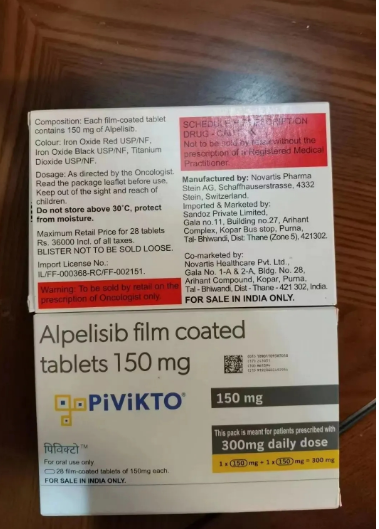 Composition: Each film-coated tablet
contains 150 mg of Alpelisib.
Colour: Iron Oxide Red USP/NF,
Iron Oxide Black USP/NF, Titanium
Dioxide USP/NF.
Dosage: As directed by the Oncologist.
Read the package leaflet before use.
Keep out of the sight and reach of
children.
Do not store above 30°C, protect
from moisture.
Maximum Retail Price for 28 tablets
Rs. 36000 Incl. of all taxes.
BLISTER NOT TO BE SOLD LOOSE.
Import License No.:
IL/FF-000368-RC/FF-002151.
Warning: To be sold by retail on the
prescription of Oncologist only.
SCHEDULE
DRUG -
Not to be sold by retail without the
prescription of a Registered Medical
Practitioner.
Manufactured by: Novartis Pharma
Stein AG, Schaffhauserstrasse, 4332
Stein, Switzerland.
Imported & Marketed by:
Sandoz Private Limited,
Gala no.11, Building no.27, Arihant
Complex, Kopar Bus stop, Purna,
Tal- Bhiwandi, Dist: Thane (Zone 5), 421302.
Co-marketed by:
Novartis Healthcare Pvt. Ltd.,
Gala No. 1-A & 2-A, Bldg. No. 28,
Arihant Compound, Kopar, Purna,
Tal - Bhiwandi, Dist - Thane - 421 302, India.
FOR SALE IN INDIA ONLY.
Alpelisib film coated
tablets 150 mg
PiViKTO®
पिविक्टो™
For oral use only
28 film-coated tablets of 150mg each.
FOR SALE IN INDIA ONLY.
150 mg
This pack is meant for patients prescribed with
300mg daily dose
1 x 150 mg + 1 x 150 mg = 300 mg